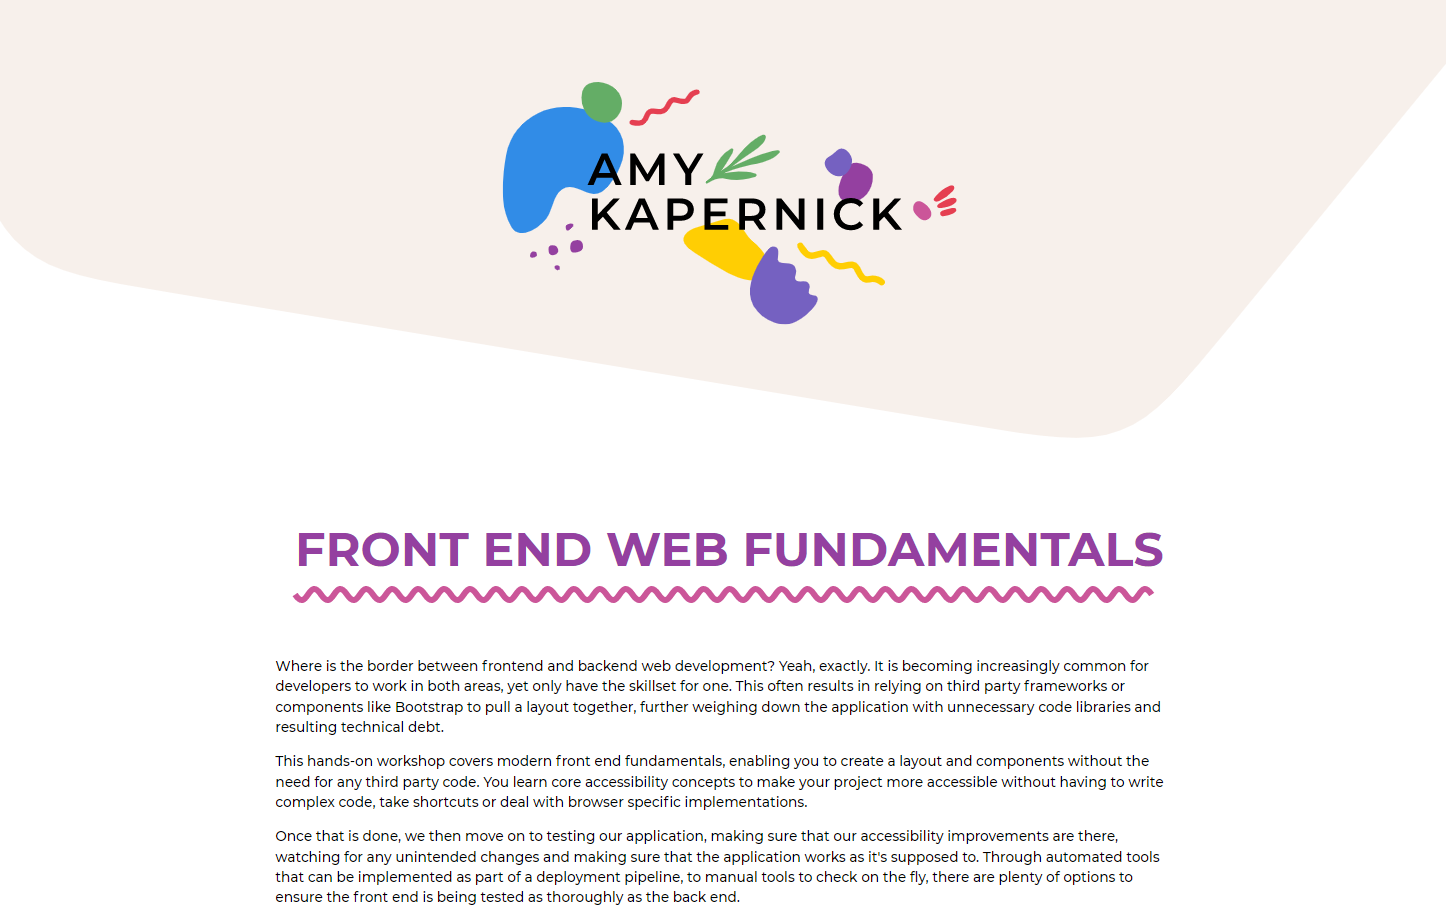 AMY
KAPERNICK
FRONT END WEB FUNDAMENTALS
Where is the border between frontend and backend web development? Yeah, exactly. It is becoming increasingly common for
developers to work in both areas, yet only have the skillset for one. This often results in relying on third party frameworks or
components like Bootstrap to pull a layout together, further weighing down the application with unnecessary code libraries and
resulting technical debt.
This hands-on workshop covers modern front end fundamentals, enabling you to create a layout and components without the
need for any third party code. You learn core accessibility concepts to make your project more accessible without having to write
complex code, take shortcuts or deal with browser specific implementations.
Once that is done, we then move on to testing our application, making sure that our accessibility improvements are there,
watching for any unintended changes and making sure that the application works as it's supposed to. Through automated tools
that can be implemented as part of a deployment pipeline, to manual tools to check on the fly, there are plenty of options to
ensure the front end is being tested as thoroughly as the back end.